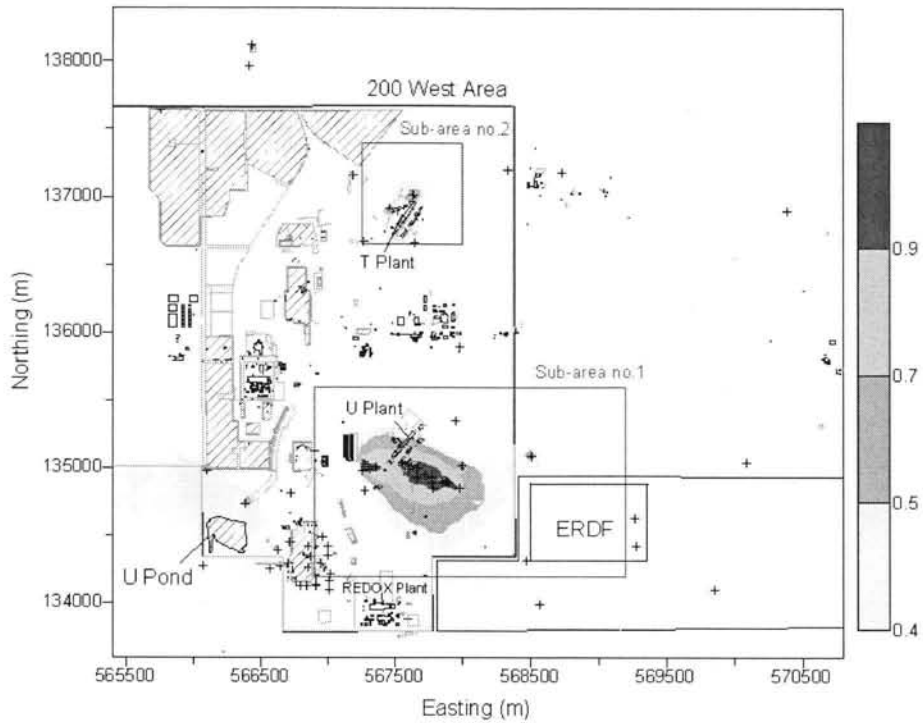 138000
200 West Area
Sub-area no.2
137000
T Plant
0.9
136000
Northing (m)
Sub-area no.1
U Plant
0.7
135000
ERDF
0.5
U Pond
REDOX Plant
134000
0.4
565500
566500
567500
568500
569500
570500
Easting (m)